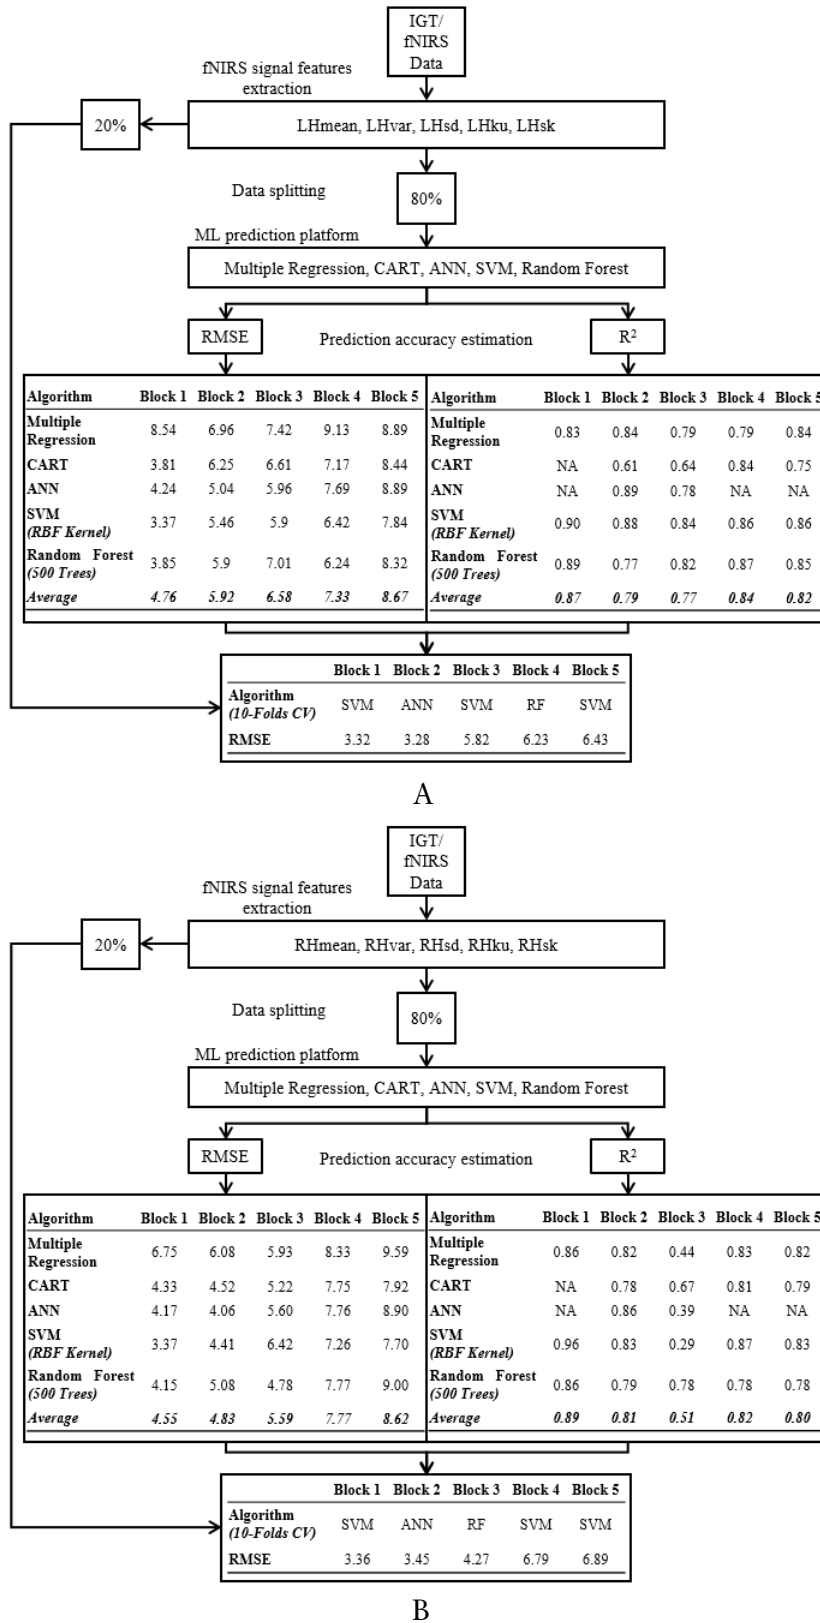 IGT/
fNIRS
Data
fNIRS signal features
extraction
20%
LHmean, LHvar, LHsd, LHku, LHsk
Data splitting
80%
ML prediction platform
Multiple Regression, CART, ANN, SVM, Random Forest
RMSE
Prediction accuracy estimation
R²
Algorithm Block 1 Block 2 Block 3 Block 4 Block 5
Multiple
Regression 8.54 6.96 7.42 9.13 8.89
CART 3.81 6.25 6.61 7.17 8.44
ANN 4.24 5.04 5.96 7.69 8.89
SVM
(RBF Kernel) 3.37 5.46 5.9 6.42 7.84
Random Forest
(500 Trees) 3.85 5.9 7.01 6.24 8.32
Average 4.76 5.92 6.58 7.33 8.67
Algorithm Block 1 Block 2 Block 3 Block 4 Block 5
Multiple
Regression 0.83 0.84 0.79 0.79 0.84
CART NA 0.61 0.64 0.84 0.75
ANN NA 0.89 0.78 NA NA
SVM
(RBF Kernel) 0.90 0.88 0.84 0.86 0.86
Random Forest
(500 Trees) 0.89 0.77 0.82 0.87 0.85
Average 0.87 0.79 0.77 0.84 0.82
Block 1 Block 2 Block 3 Block 4 Block 5
Algorithm
(10-Folds CV) SVM ANN SVM RF SVM
RMSE 3.32 3.28 5.82 6.23 6.43
A
IGT/
fNIRS
Data
fNIRS signal features
extraction
20%
RHmean, RHvar, RHsd, RHku, RHsk
Data splitting
80%
ML prediction platform
Multiple Regression, CART, ANN, SVM, Random Forest
RMSE
Prediction accuracy estimation
R²
Algorithm Block 1 Block 2 Block 3 Block 4 Block 5
Multiple
Regression 6.75 6.08 5.93 8.33 9.59
CART 4.33 4.52 5.22 7.75 7.92
ANN 4.17 4.06 5.60 7.76 8.90
SVM
(RBF Kernel) 3.37 4.41 6.42 7.26 7.70
Random Forest
(500 Trees) 4.15 5.08 4.78 7.77 9.00
Average 4.55 4.83 5.59 7.77 8.62
Algorithm Block 1 Block 2 Block 3 Block 4 Block 5
Multiple
Regression 0.86 0.82 0.44 0.83 0.82
CART NA 0.78 0.67 0.81 0.79
ANN NA 0.86 0.39 NA NA
SVM
(RBF Kernel) 0.96 0.83 0.29 0.87 0.83
Random Forest
(500 Trees) 0.86 0.79 0.78 0.78 0.78
Average 0.89 0.81 0.51 0.82 0.80
Block 1 Block 2 Block 3 Block 4 Block 5
Algorithm
(10-Folds CV) SVM ANN RF SVM SVM
RMSE 3.36 3.45 4.27 6.79 6.89
B